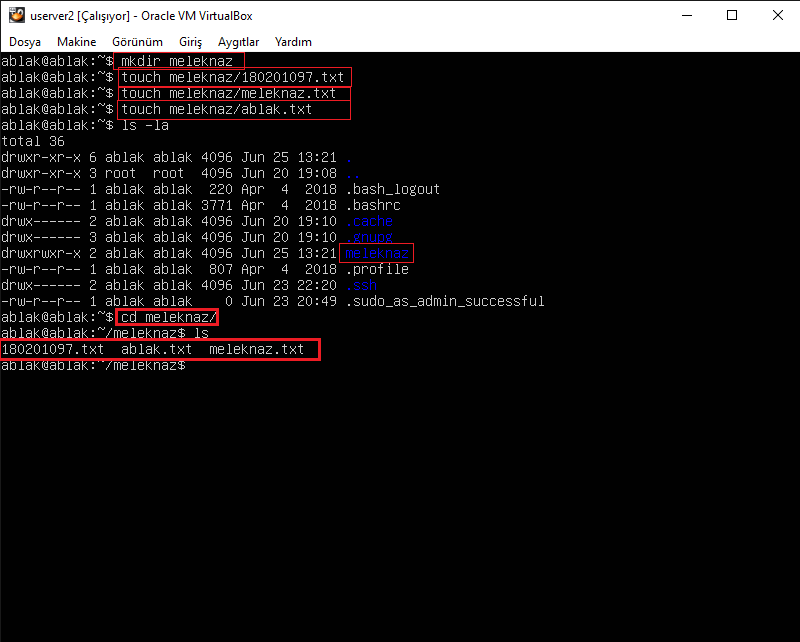 userver2 [Çalışıyor] - Oracle VM VirtualBox
Dosya Makine Görünüm Giriş Aygıtlar Yardım
ablak@ablak:~$ mkdir meleknaz
ablak@ablak:~$ touch meleknaz/180201097.txt
ablak@ablak:~$ touch meleknaz/meleknaz.txt
ablak@ablak:~$ touch meleknaz/ablak.txt
ablak@ablak:~$ ls -la
total 36
drwxr-xr-x 6 ablak ablak 4096 Jun 25 13:21 .
drwxr-xr-x 3 root  root  4096 Jun 20 19:08 ..
-rw-r--r-- 1 ablak ablak  220 Apr  4  2018 .bash_logout
-rw-r--r-- 1 ablak ablak 3771 Apr  4  2018 .bashrc
drwx------ 2 ablak ablak 4096 Jun 20 19:10 .cache
drwx------ 3 ablak ablak 4096 Jun 20 19:10 .gnupg
drwxrwxr-x 2 ablak ablak 4096 Jun 25 13:21 meleknaz
-rw-r--r-- 1 ablak ablak  807 Apr  4  2018 .profile
drwx------ 2 ablak ablak 4096 Jun 23 22:20 .ssh
-rw-r--r-- 1 ablak ablak    0 Jun 23 20:49 .sudo_as_admin_successful
ablak@ablak:~$ cd meleknaz/
ablak@ablak:~/meleknaz$ ls
180201097.txt  ablak.txt  meleknaz.txt
ablak@ablak:~/meleknaz$